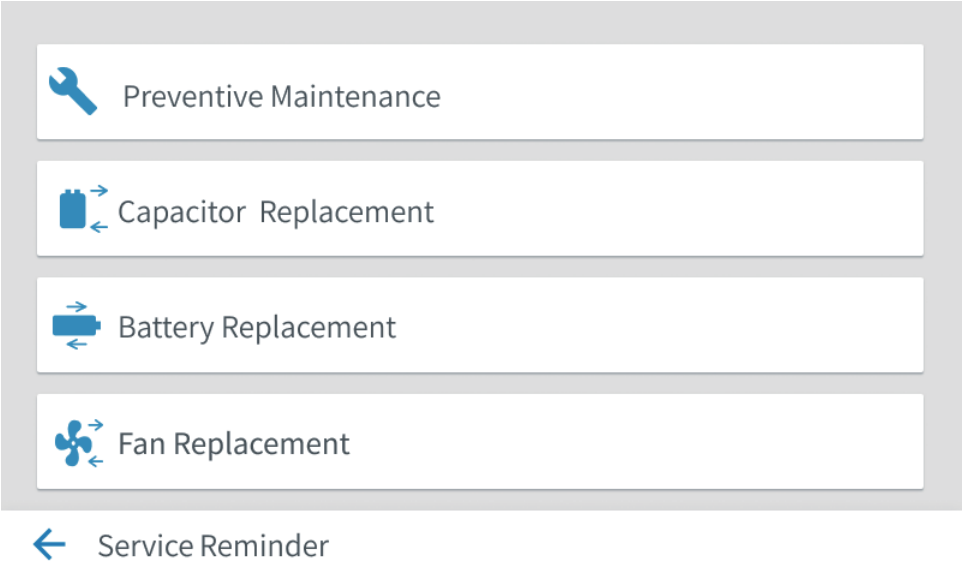 Preventive Maintenance
Capacitor  Replacement
Battery Replacement
Fan Replacement
Service Reminder